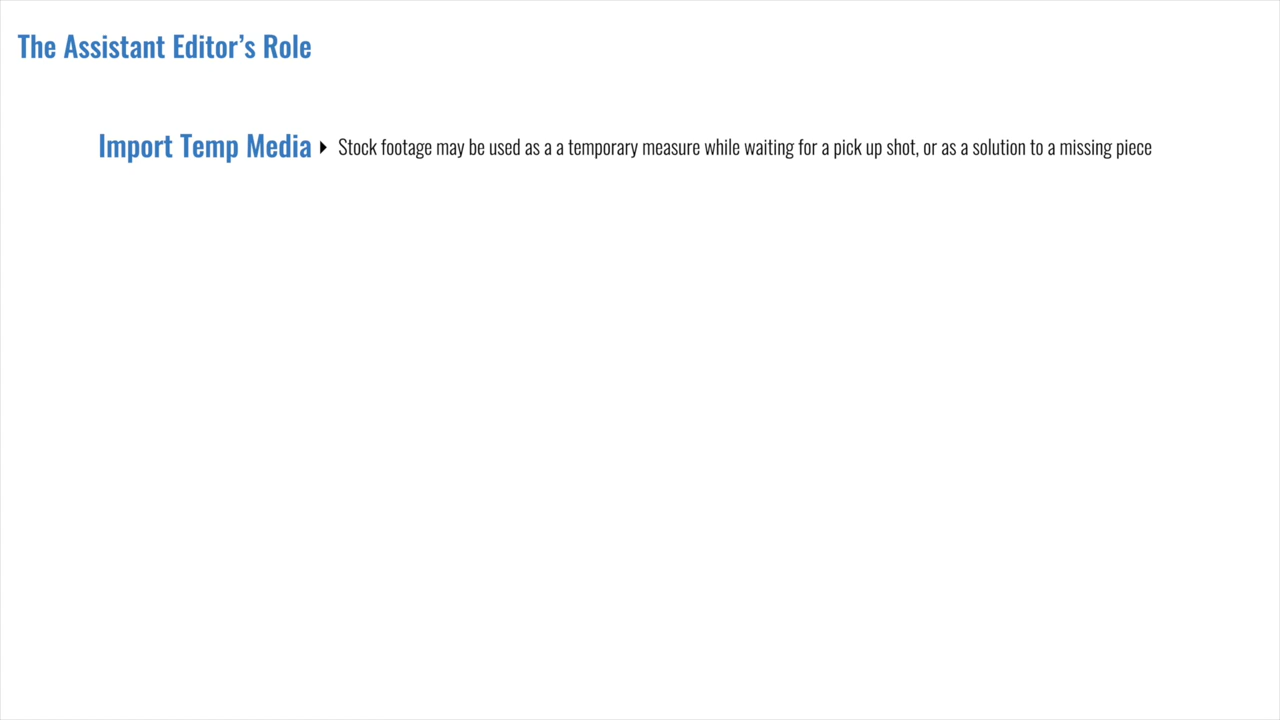 The Assistant Editor’s Role
Import Temp Media ▸ Stock footage may be used as a a temporary measure while waiting for a pick up shot, or as a solution to a missing piece